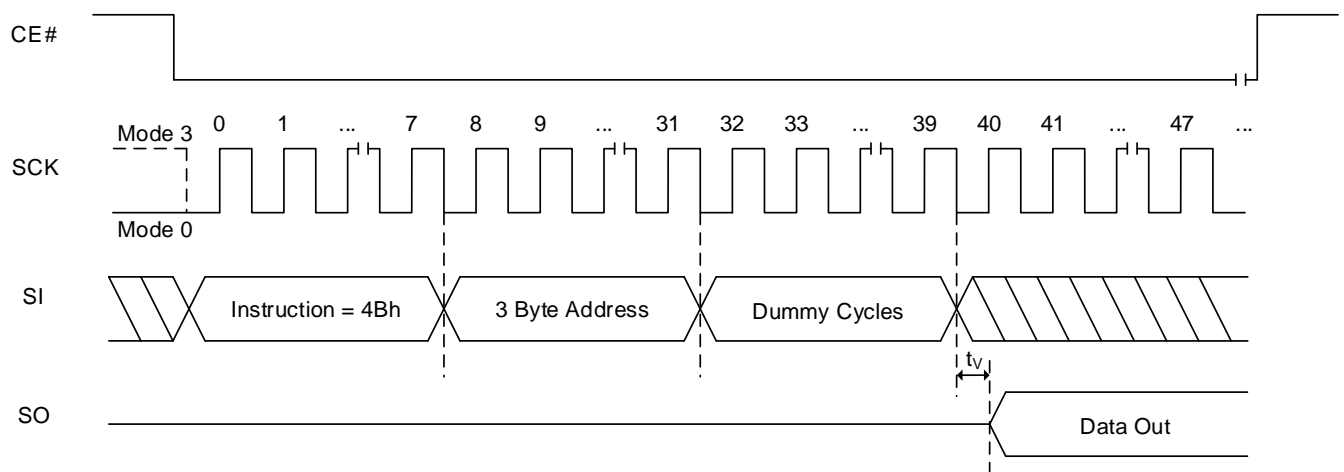 CE#
Mode 3 0 1 ... 7 8 9 ... 31 32 33 ... 39 40 41 ... 47 ...
SCK
Mode 0
SI Instruction = 4Bh 3 Byte Address Dummy Cycles
tV
SO Data Out